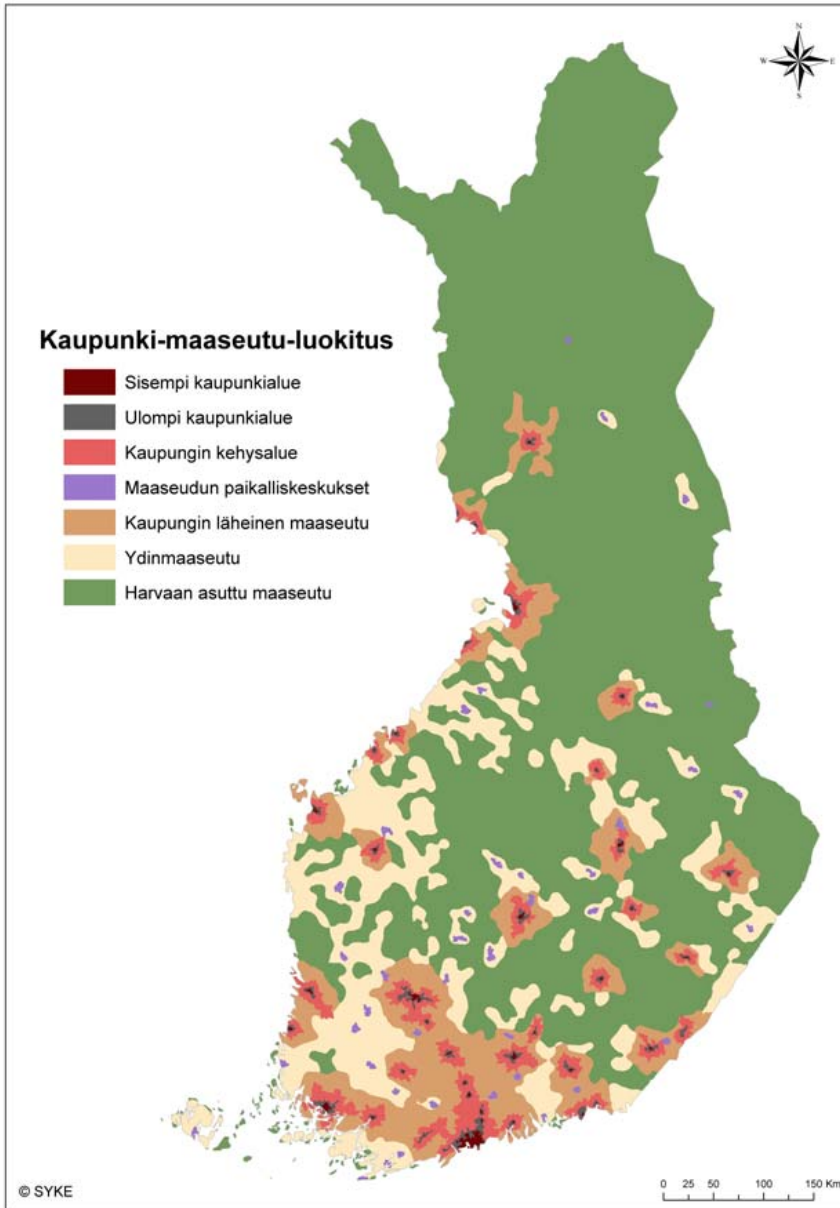 N
W E
S
Kaupunki-maaseutu-luokitus
Sisempi kaupunkialue
Ulompi kaupunkialue
Kaupungin kehysalue
Maaseudun paikalliskeskukset
Kaupungin läheinen maaseutu
Ydinmaaseutu
Harvaan asuttu maaseutu
© SYKE
0 25 50 100 150 Km